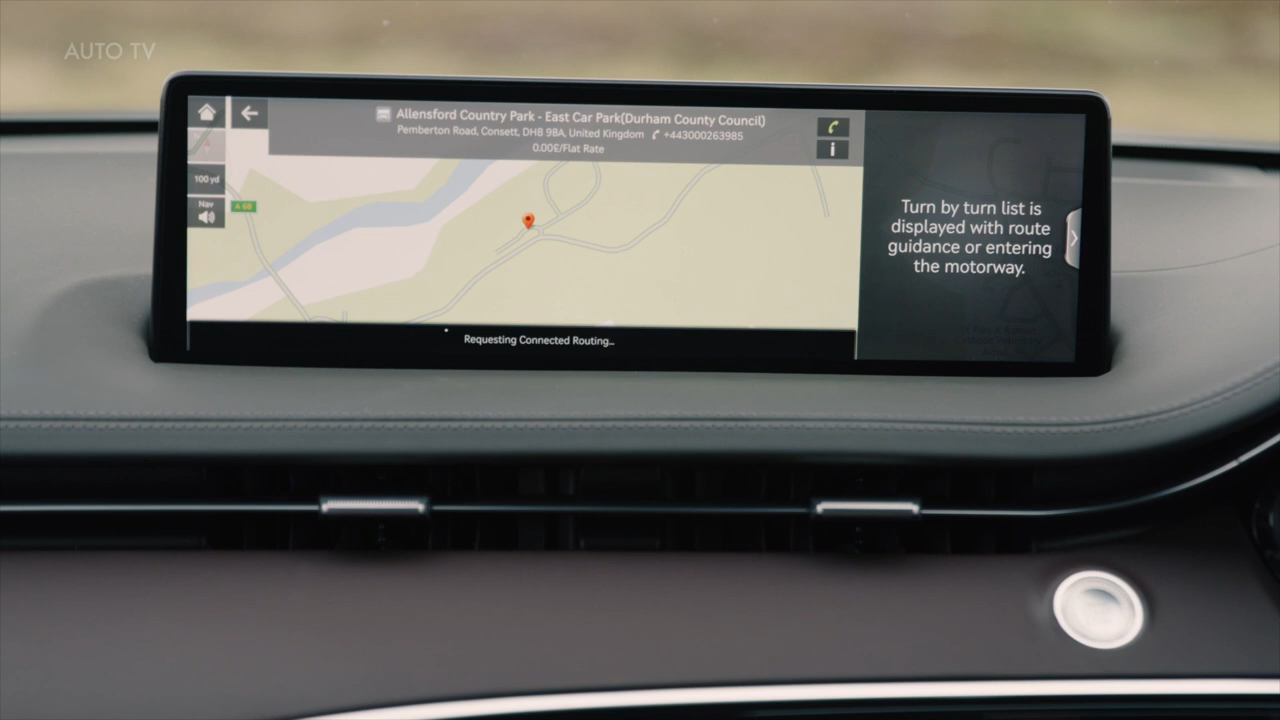 AUTO TV
Allensford Country Park - East Car Park(Durham County Council)
Pemberton Road, Consett, DH8 9BA, United Kingdom +443000263985
0.00£/Flat Rate
100 yd
Nav
A 68
Turn by turn list is
displayed with route
guidance or entering
the motorway.
Requesting Connected Routing...